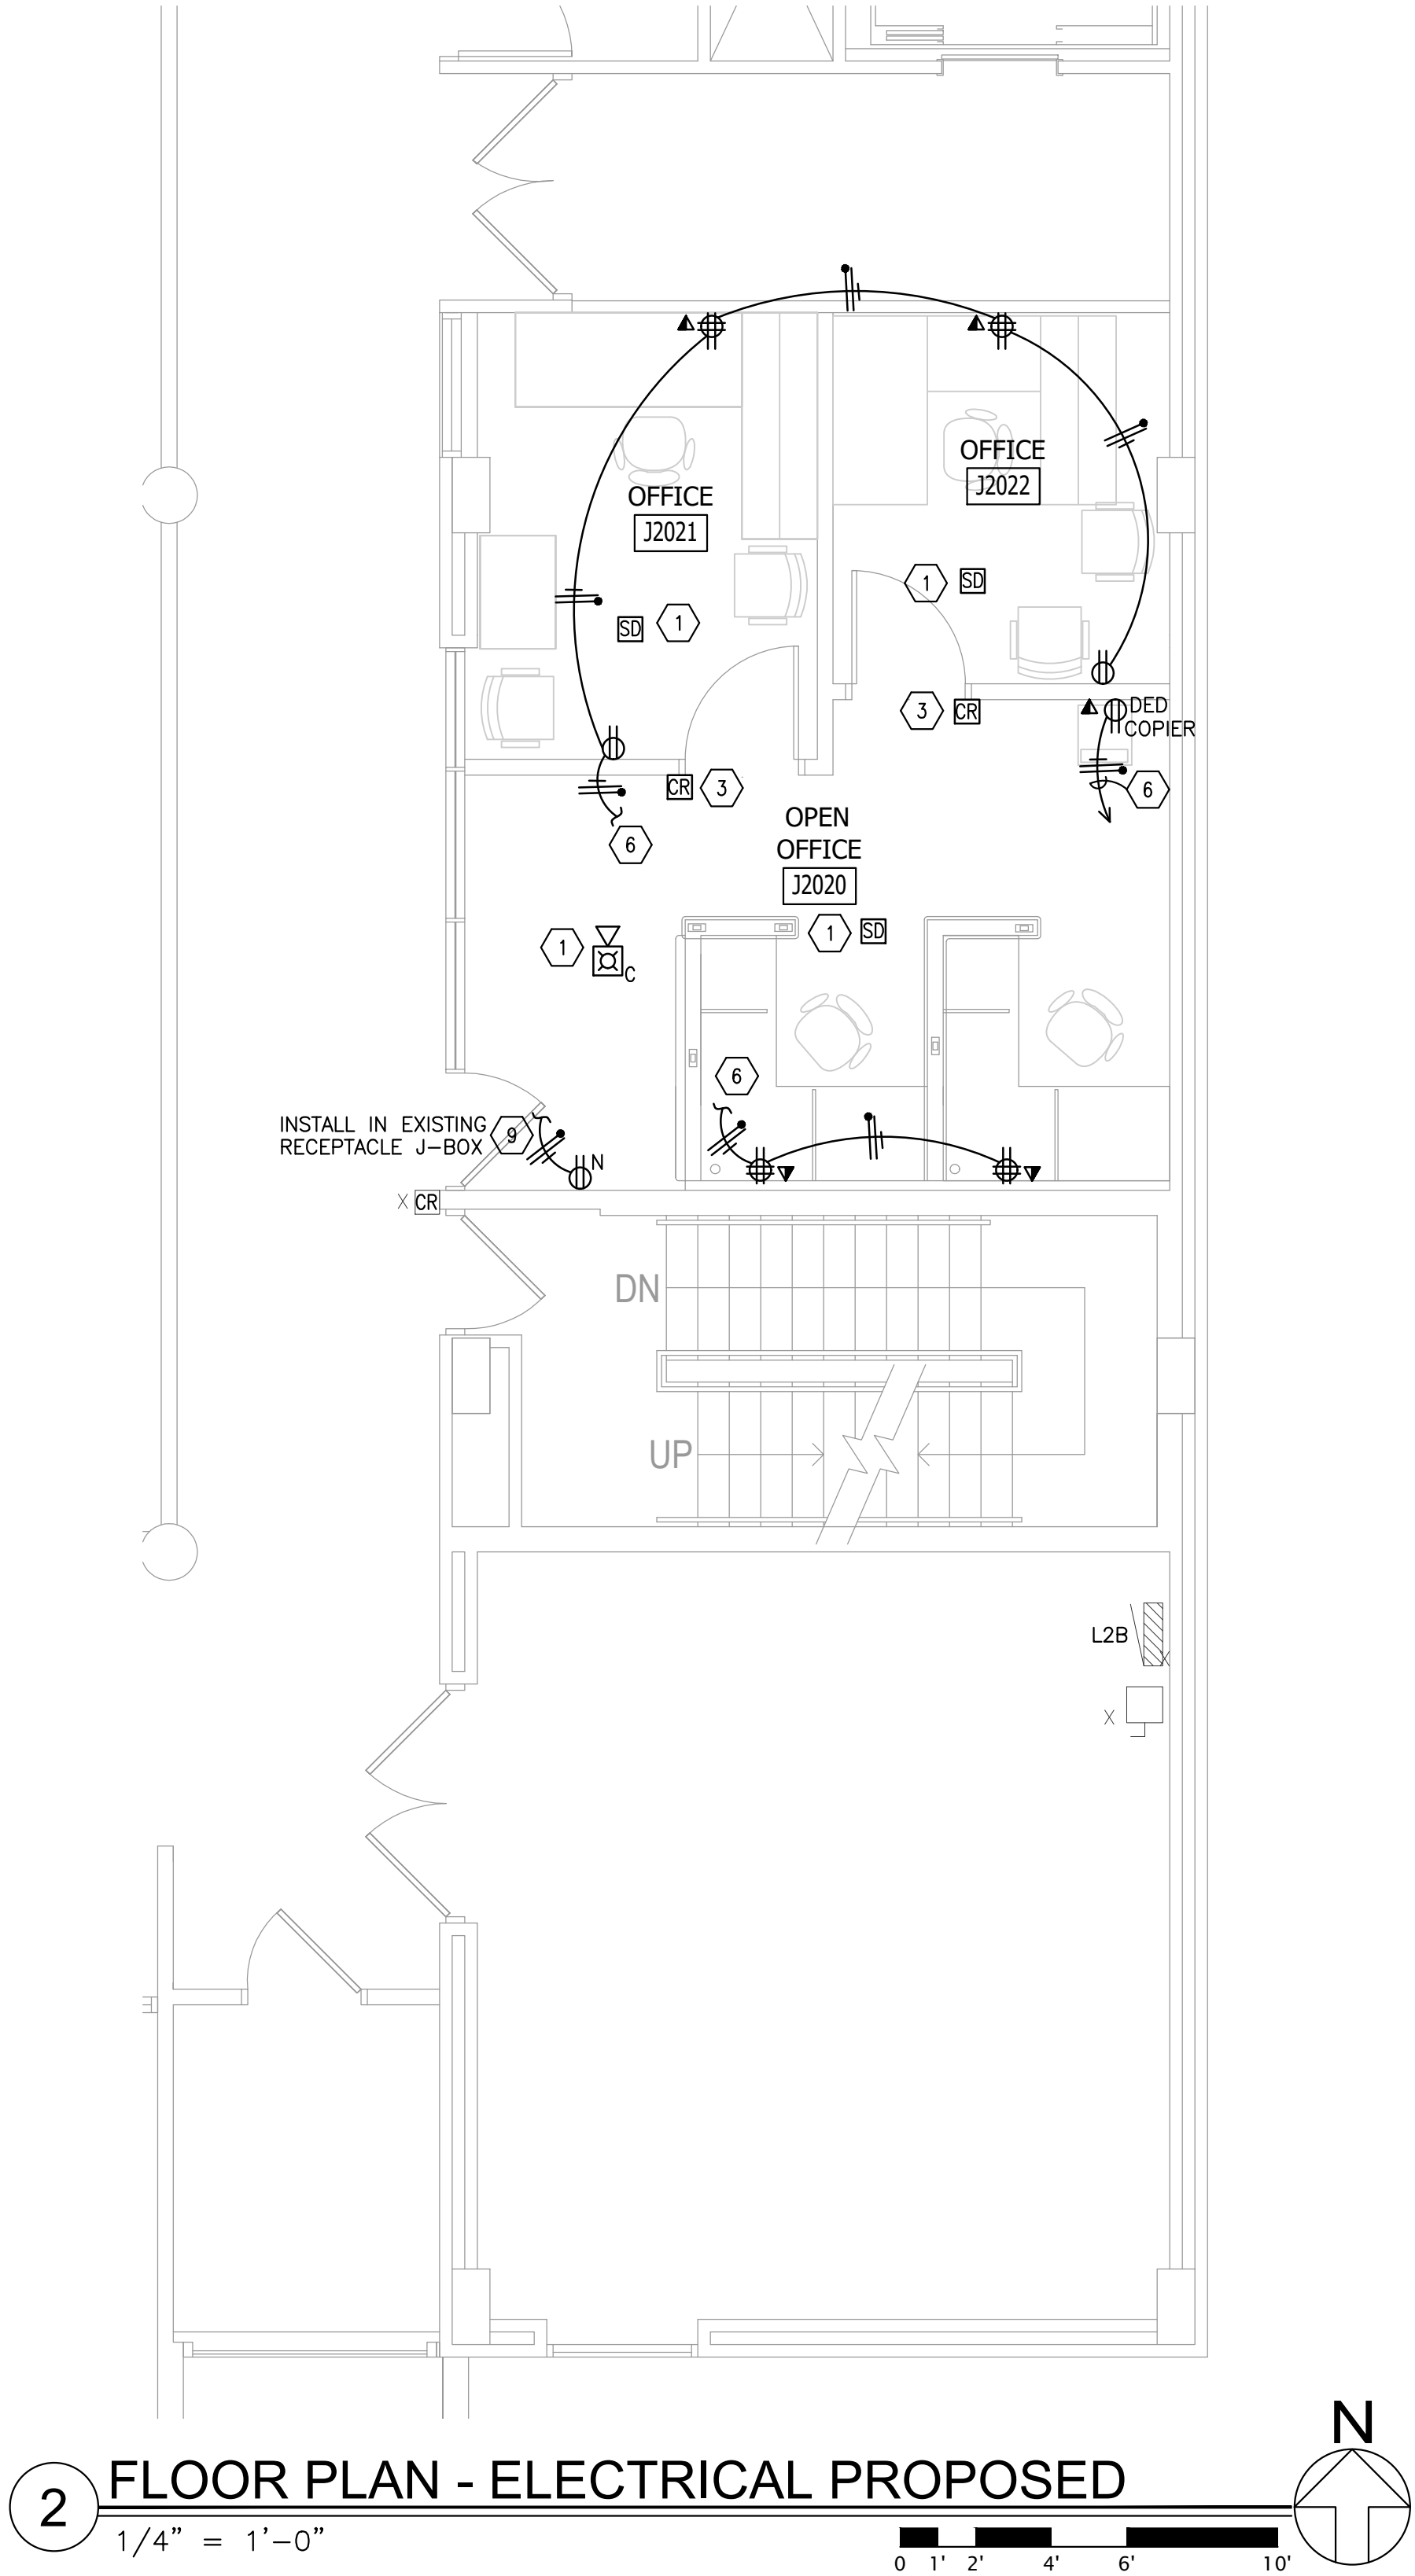 OFFICE
J2022
OFFICE
J2021
1
SD
SD
1
3
CR
DED
COPIER
CR
3
6
6
OPEN
OFFICE
J2020
1
SD
1
C
6
INSTALL IN EXISTING
RECEPTACLE J-BOX
9
N
X
CR
DN
UP
L2B
X
X
N
2
FLOOR PLAN - ELECTRICAL PROPOSED
1/4" = 1'-0"
0 1' 2' 4' 6' 10'